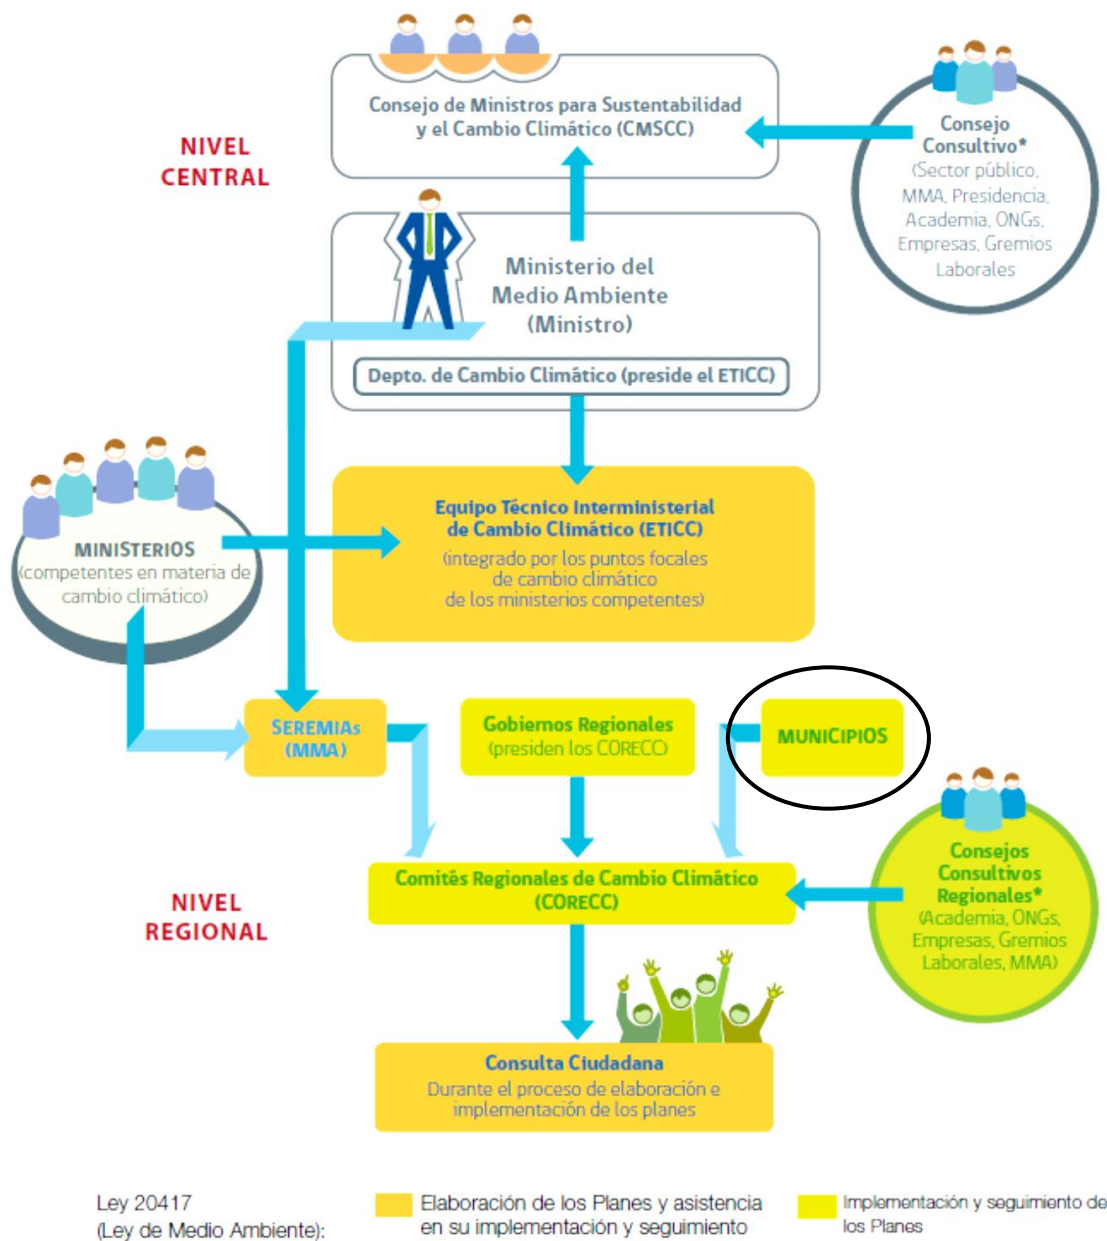 Consejo de Ministros para Sustentabilidad
y el Cambio Climático (CMSCC)
Consejo
Consultivo*
(Sector público,
MMA, Presidencia,
Academia, ONGs,
Empresas, Gremios
Laborales
NIVEL
CENTRAL
Ministerio del
Medio Ambiente
(Ministro)
Depto. de Cambio Climático (preside el ETICC)
Equipo Técnico Interministerial
de Cambio Climático (ETICC)
(integrado por los puntos focales
de cambio climático
de los ministerios competentes)
MINISTERIOS
(competentes en materia de
cambio climático)
SEREMIAs
(MMA)
Gobiernos Regionales
(presiden los CORECC)
MUNICIPIOS
Comités Regionales de Cambio Climático
(CORECC)
Consejos
Consultivos
Regionales*
(Academia, ONGs,
Empresas, Gremios
Laborales, MMA)
NIVEL
REGIONAL
Consulta Ciudadana
Durante el proceso de elaboración e
implementación de los planes
Ley 20417
(Ley de Medio Ambiente):
Elaboración de los Planes y asistencia
en su implementación y seguimiento
Implementación y seguimiento de
los Planes